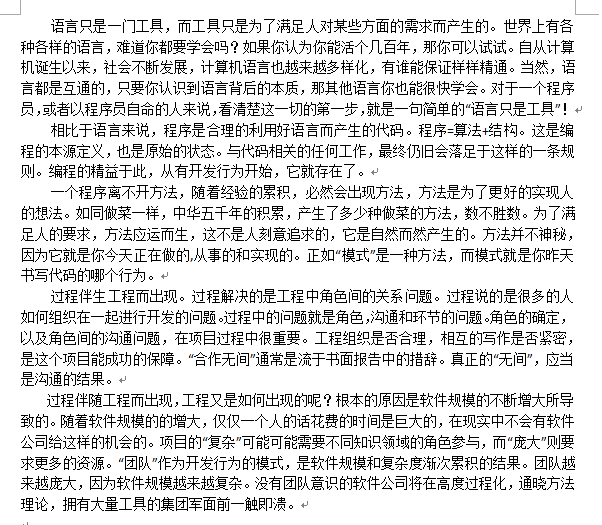 语言只是一门工具，而工具只是为了满足人对某些方面的需求而产生的。世界上有各
种各样的语言，难道你都要学会吗？如果你认为你能活个几百年，那你可以试试。自从计算
机诞生以来，社会不断发展，计算机语言也越来越多样化，有谁能保证样样精通。当然，语
言都是互通的，只要你认识到语言背后的本质，那其他语言你也能很快学会。对于一个程序
员，或者以程序员自命的人来说，看清楚这一切的第一步，就是一句简单的“语言只是工具”！
相比于语言来说，程序是合理的利用好语言而产生的代码。程序=算法+结构。这是编
程的本源定义，也是原始的状态。与代码相关的任何工作，最终仍旧会落足于这样的一条规
则。编程的精益于此，从有开发行为开始，它就存在了。
一个程序离不开方法，随着经验的累积，必然会出现方法，方法是为了更好的实现人
的想法。如同做菜一样，中华五千年的积累，产生了多少种做菜的方法，数不胜数。为了满
足人的要求，方法应运而生，这不是人刻意追求的，它是自然而然产生的。方法并不神秘，
因为它就是你今天正在做的,从事的和实现的。正如“模式”是一种方法，而模式就是你昨天
书写代码的哪个行为。
过程伴生工程而出现。过程解决的是工程中角色间的关系问题。过程说的是很多的人
如何组织在一起进行开发的问题。过程中的问题就是角色，沟通和环节的问题。角色的确定，
以及角色间的沟通问题，在项目过程中很重要。工程组织是否合理，相互的写作是否紧密，
是这个项目能成功的保障。“合作无间”通常是流于书面报告中的措辞。真正的“无间”，应当
是沟通的结果。
过程伴随工程而出现，工程又是如何出现的呢？根本的原因是软件规模的不断增大所导
致的。随着软件规模的的增大，仅仅一个人的话花费的时间是巨大的，在现实中不会有软件
公司给这样的机会的。项目的“复杂”可能可能需要不同知识领域的角色参与，而“庞大”则要
求更多的资源。“团队”作为开发行为的模式，是软件规模和复杂度渐次累积的结果。团队越
来越庞大，因为软件规模越来越复杂。没有团队意识的软件公司将在高度过程化，通晓方法
理论，拥有大量工具的集团军面前一触即溃。